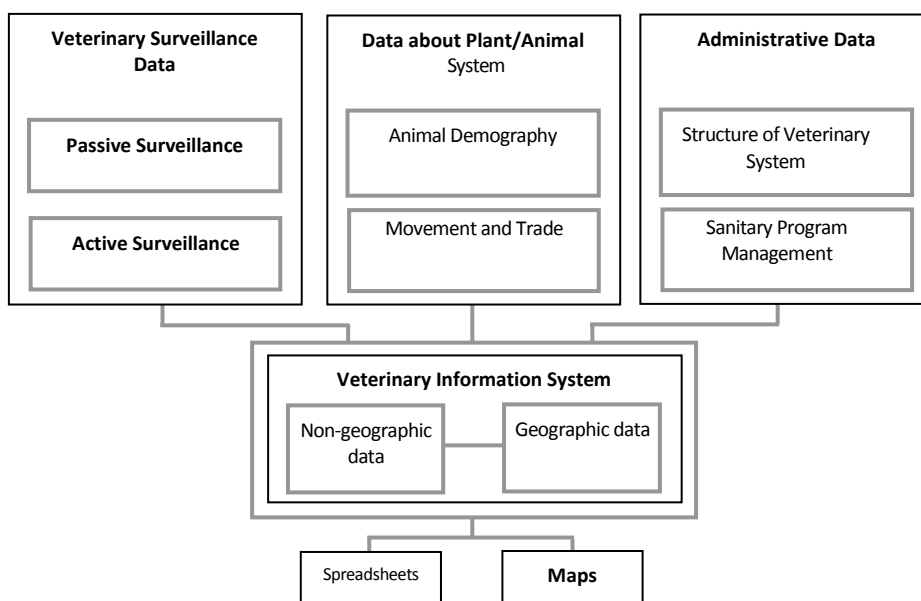 Veterinary Surveillance
Data
Passive Surveillance
Active Surveillance
Data about Plant/Animal
System
Animal Demography
Movement and Trade
Administrative Data
Structure of Veterinary
System
Sanitary Program
Management
Veterinary Information System
Non-geographic
data
Geographic data
Spreadsheets
Maps